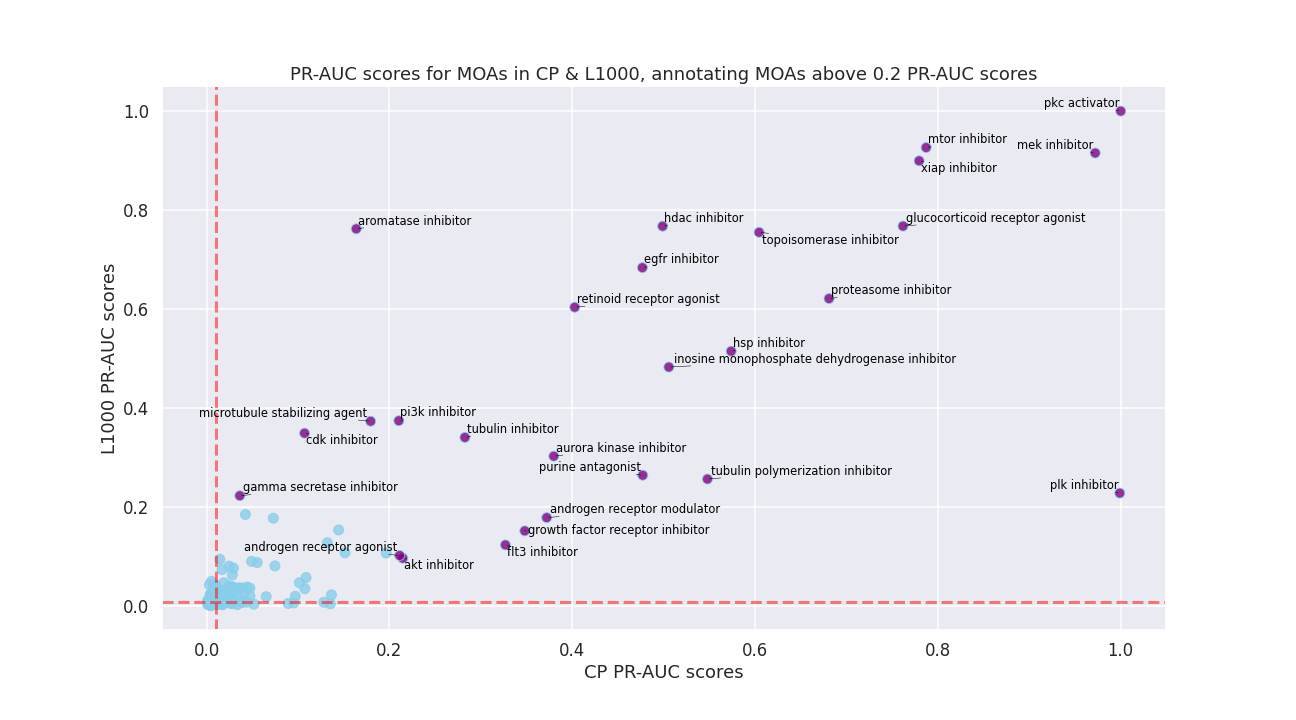 PR-AUC scores for MOAs in CP & L1000, annotating MOAs above 0.2 PR-AUC scores
pkc activator
1.0
mtor inhibitor
mek inhibitor
xiap inhibitor
0.8
aromatase inhibitor
hdac inhibitor
glucocorticoid receptor agonist
topoisomerase inhibitor
egfr inhibitor
proteasome inhibitor
retinoid receptor agonist
0.6
hsp inhibitor
inosine monophosphate dehydrogenase inhibitor
L1000 PR-AUC scores
0.4
microtubule stabilizing agent
pi3k inhibitor
cdk inhibitor
tubulin inhibitor
aurora kinase inhibitor
purine antagonist
tubulin polymerization inhibitor
plk inhibitor
gamma secretase inhibitor
0.2
androgen receptor modulator
growth factor receptor inhibitor
androgen receptor agonist
flt3 inhibitor
akt inhibitor
0.0
0.0 0.2 0.4 0.6 0.8 1.0
CP PR-AUC scores